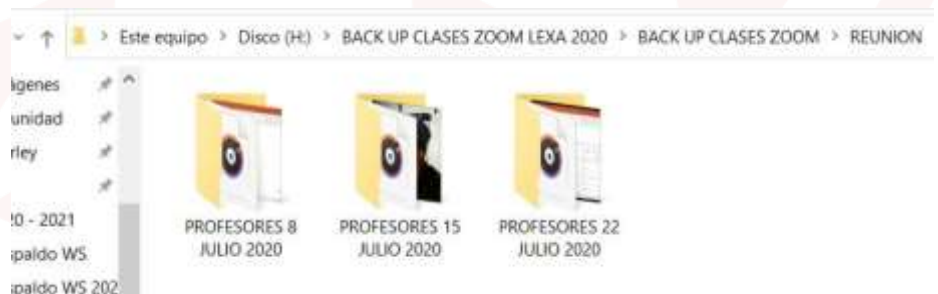 Este equipo > Disco (H:) > BACK UP CLASES ZOOM LEXA 2020 > BACK UP CLASES ZOOM > REUNION
ágenes
unidad
rley
20 - 2021
spaldo WS
spaldo WS 202
PROFESORES 8
JULIO 2020
PROFESORES 15
JULIO 2020
PROFESORES 22
JULIO 2020